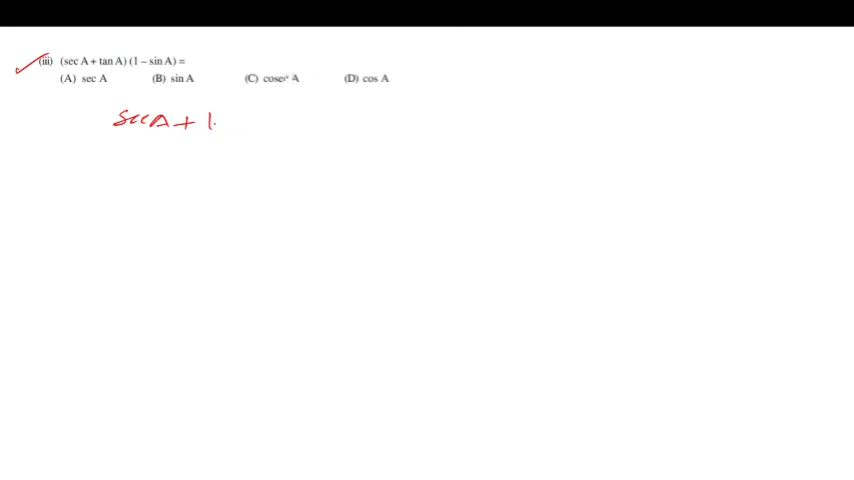 (iii) (sec A + tan A) (1 – sin A) =
(A) sec A (B) sin A (C) cosec A (D) cos A
Sec A + 1